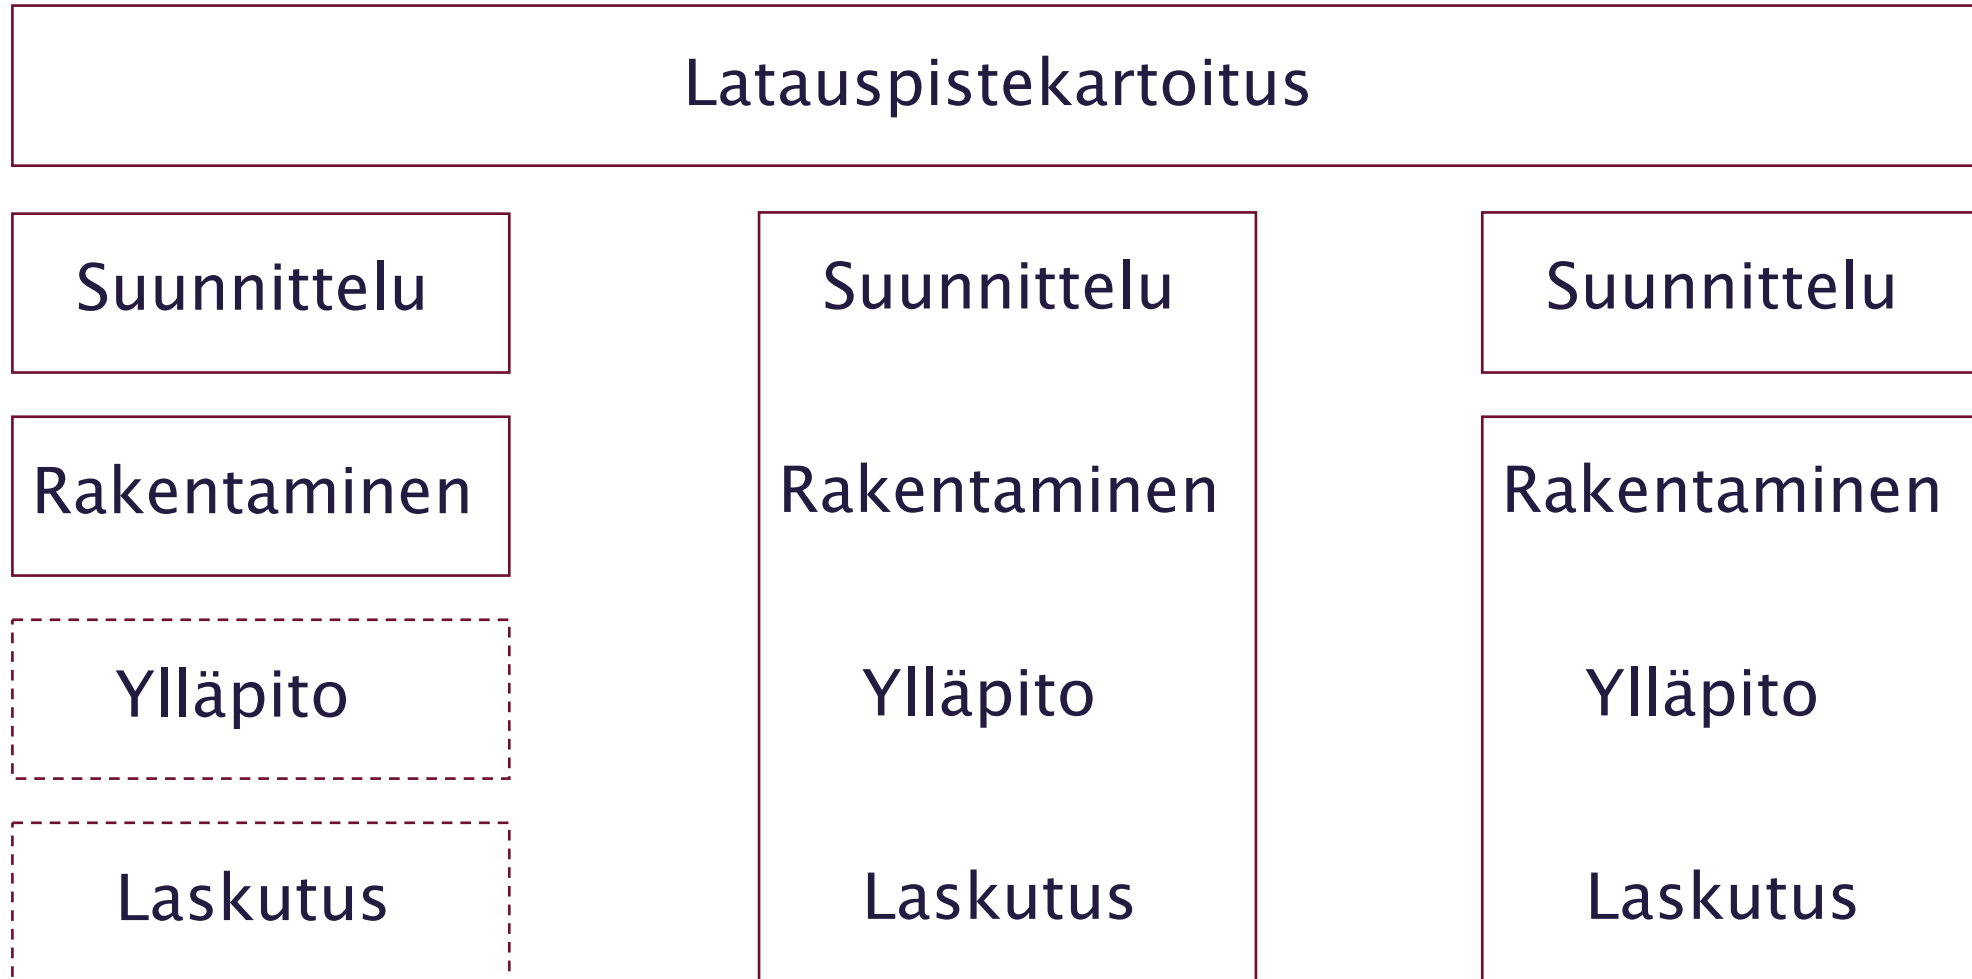 Latauspistekartoitus
Suunnittelu
Suunnittelu
Suunnittelu
Rakentaminen
Rakentaminen
Rakentaminen
Ylläpito
Ylläpito
Ylläpito
Laskutus
Laskutus
Laskutus